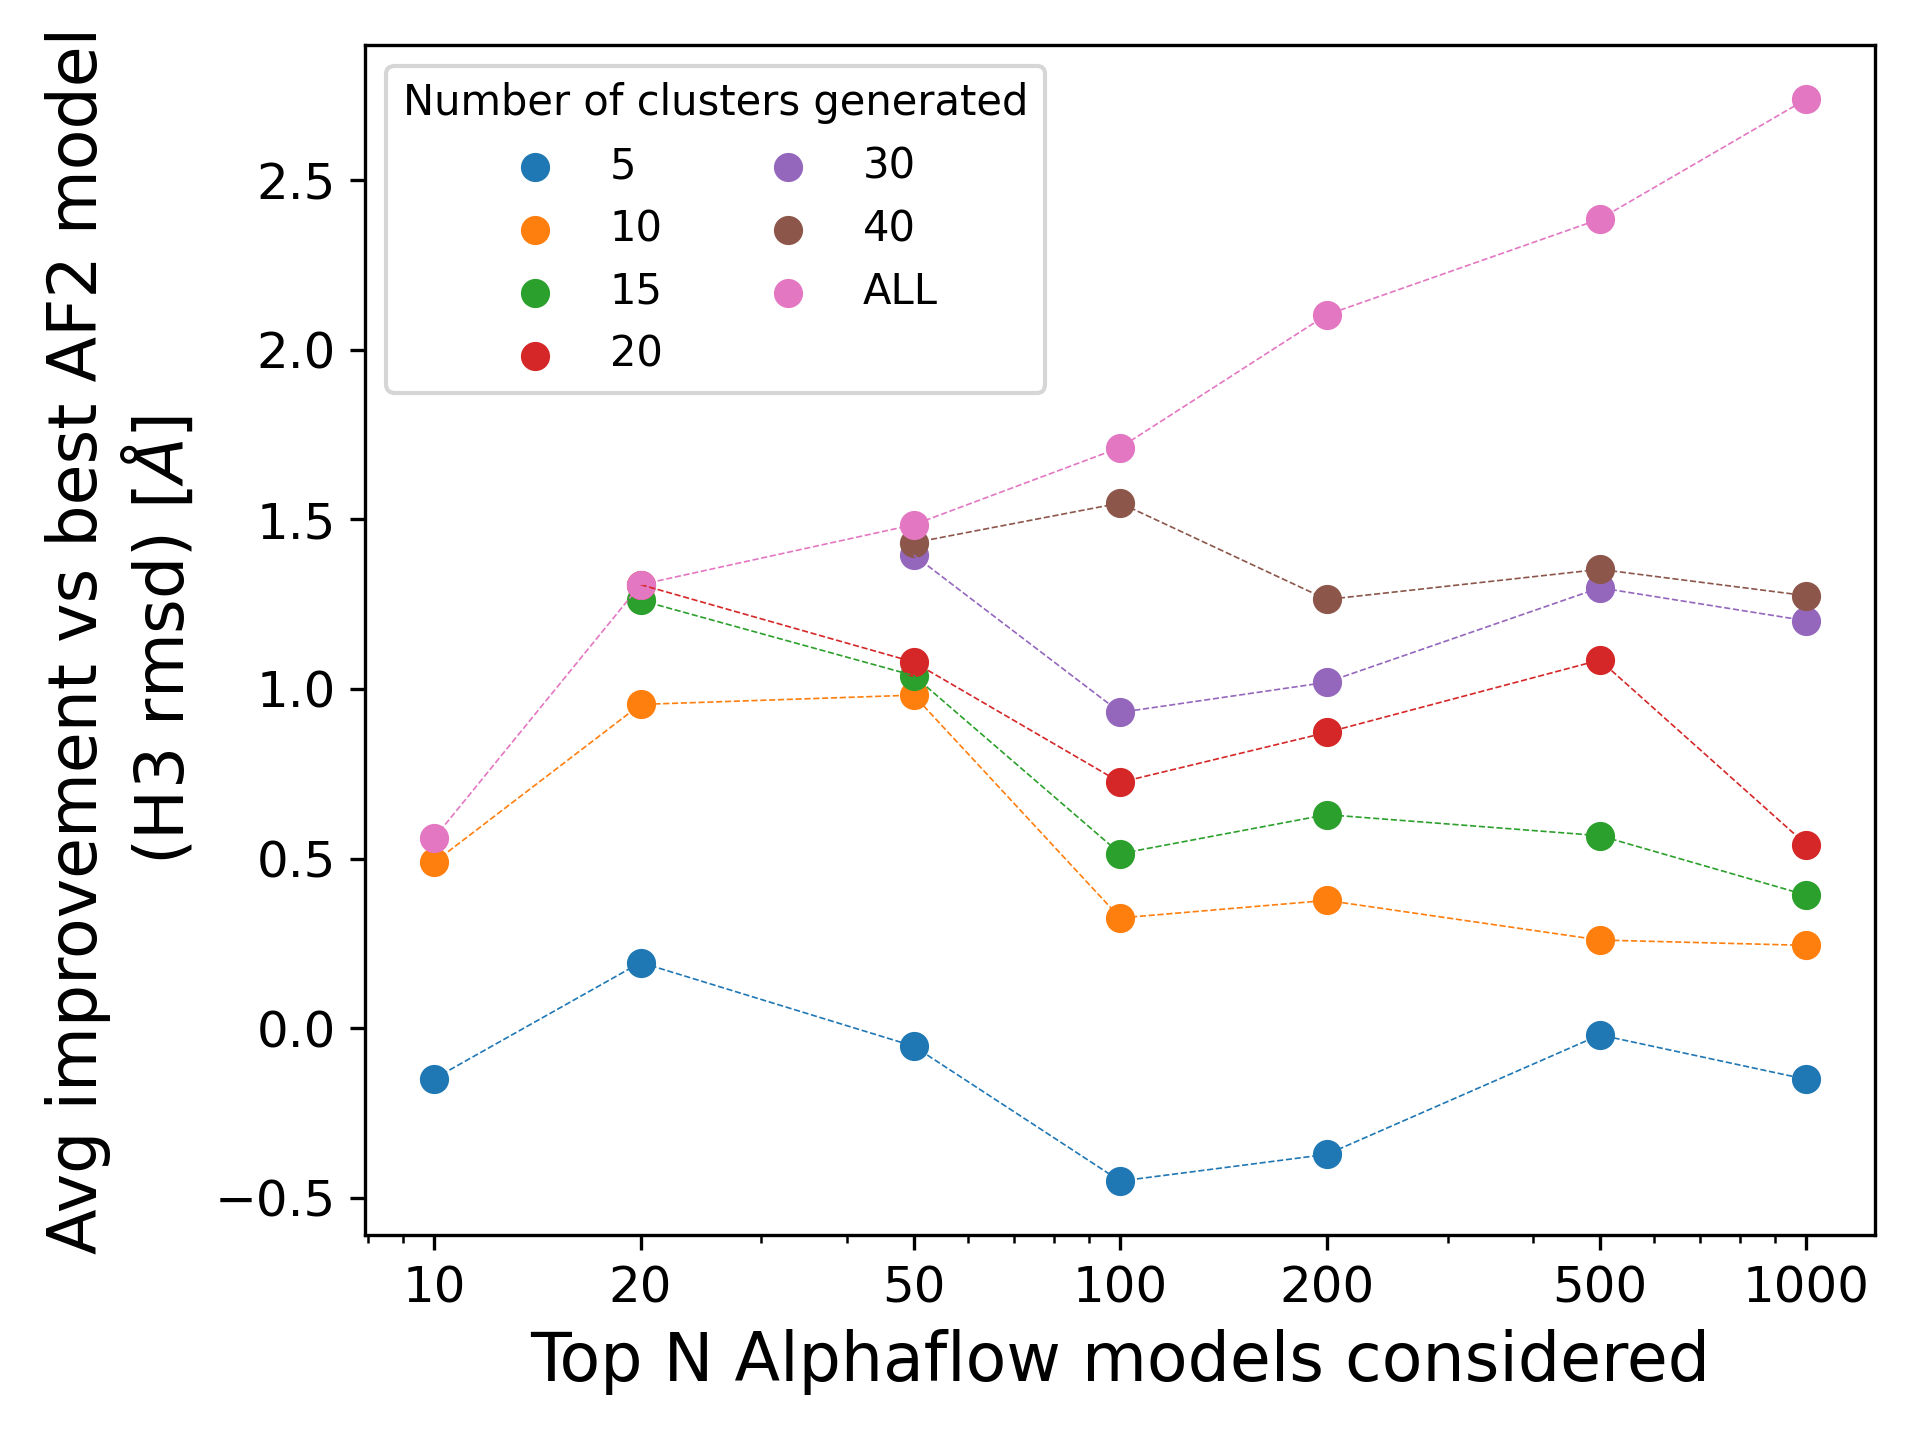 Avg improvement vs best AF2 model
(H3 rmsd) [Å]
Number of clusters generated
5
10
15
20
30
40
ALL
2.5
2.0
1.5
1.0
0.5
0.0
−0.5
10 20 50 100 200 500 1000
Top N Alphaflow models considered